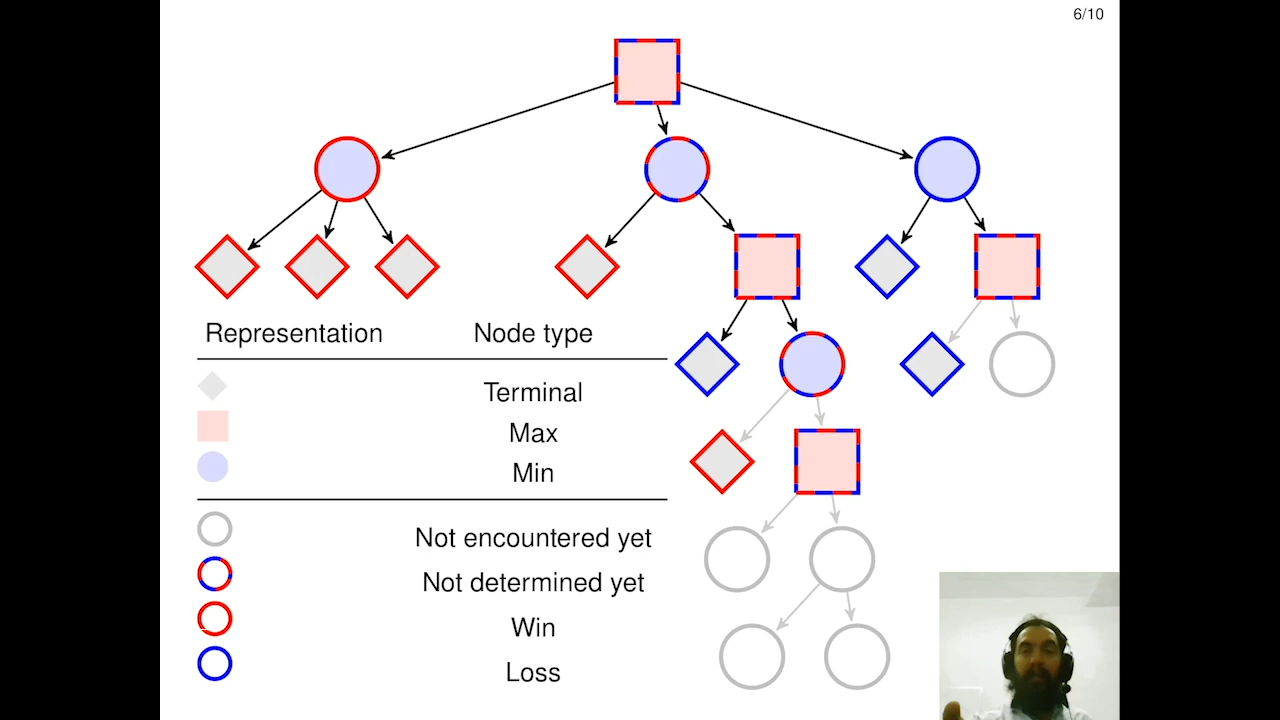 6/10
Representation Node type
Terminal
Max
Min
Not encountered yet
Not determined yet
Win
Loss